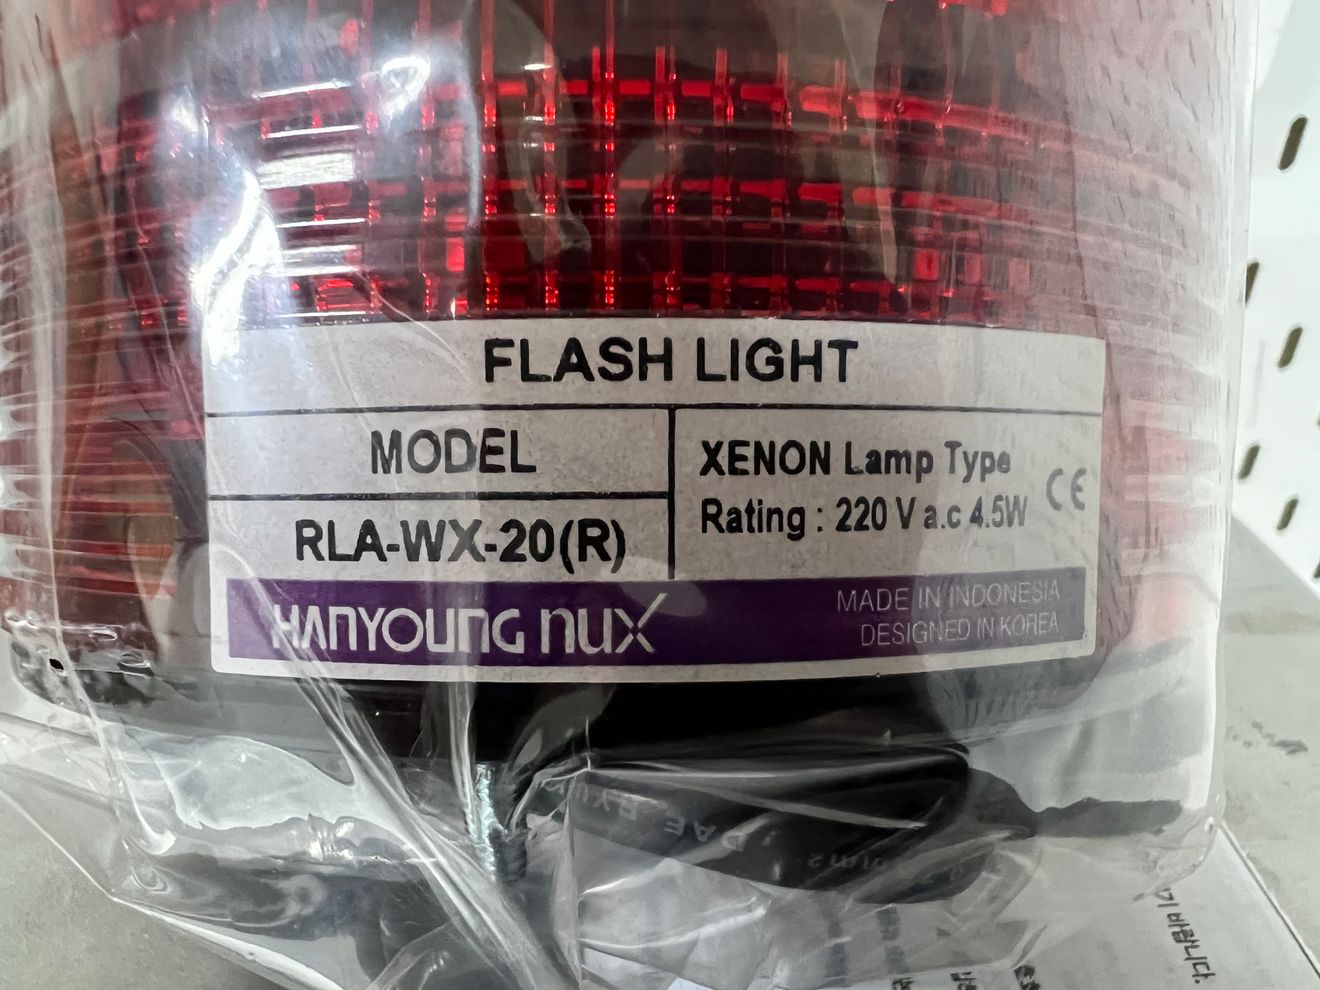 FLASH LIGHT
MODEL
RLA-WX-20(R)
XENON Lamp Type
Rating : 220 V a.c 4.5W
CE
HANYOUNG nux
MADE IN INDONESIA
DESIGNED IN KOREA